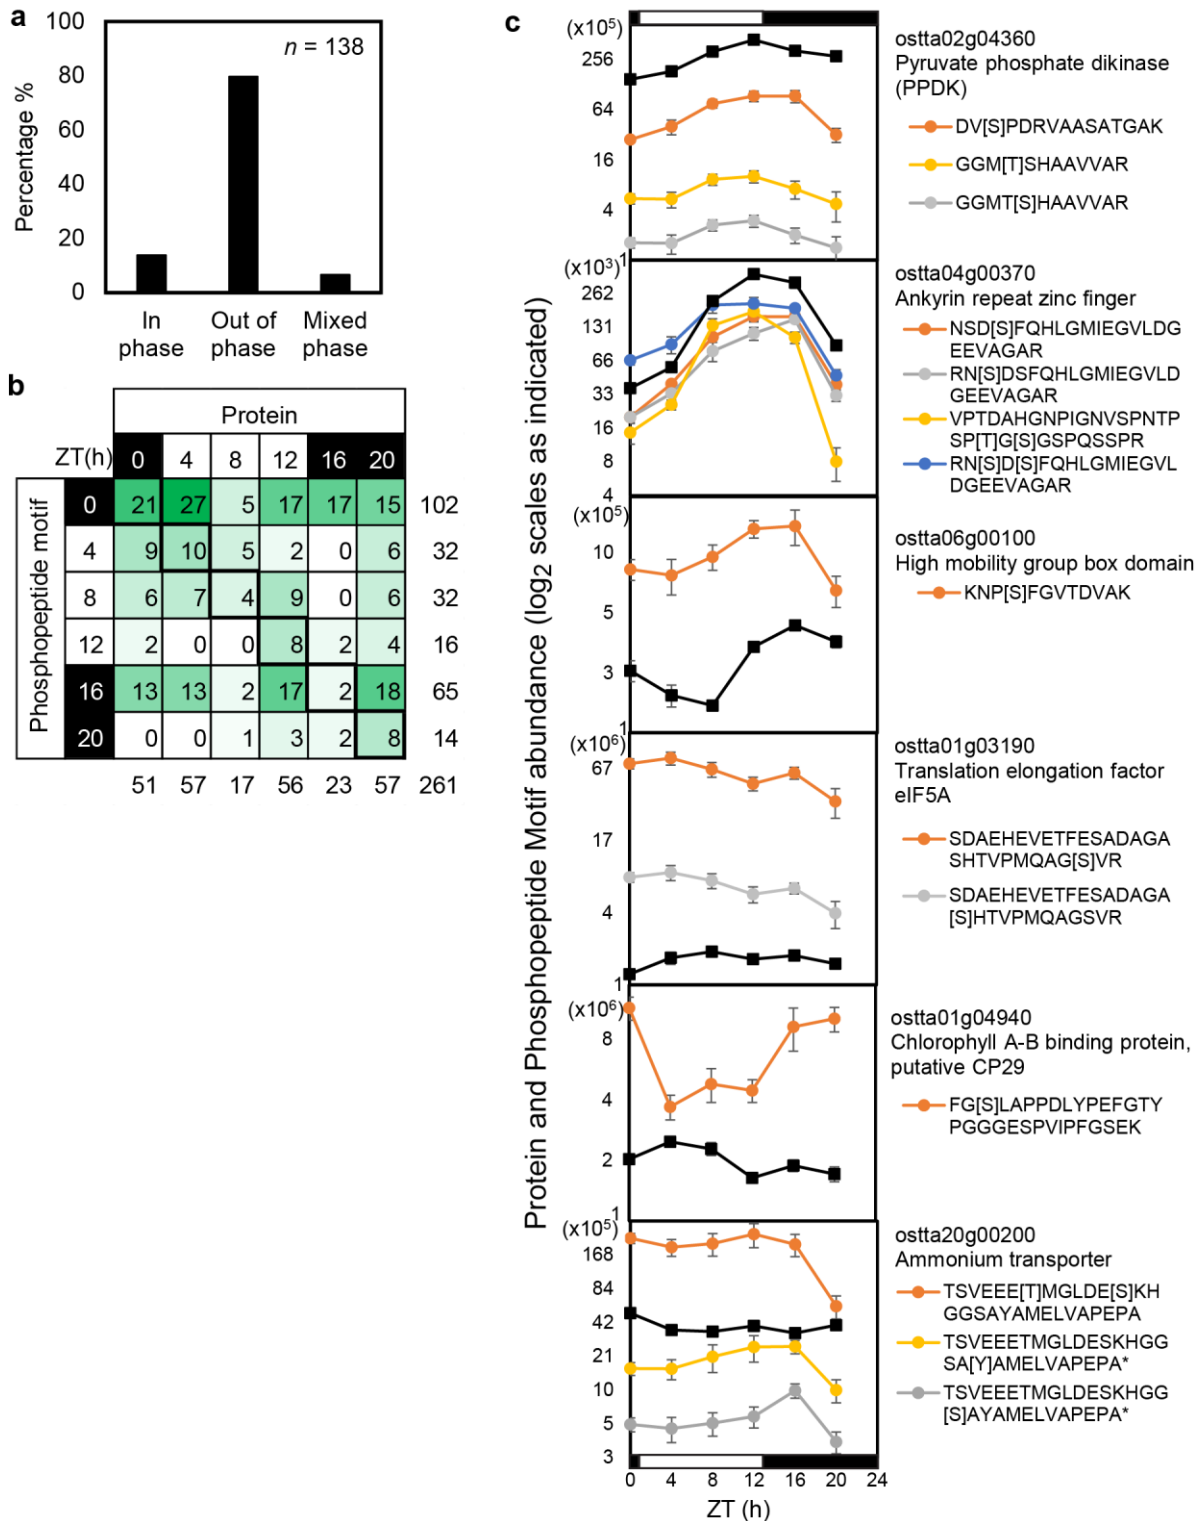 a
100
80
60
40
20
0
Percentage %
n = 138
In phase
Out of phase
Mixed phase
b
Protein
ZT(h) 0 4 8 12 16 20
Phosphopeptide motif
0 21 27 5 17 17 15 102
4 9 10 5 2 0 6 32
8 6 7 4 9 0 6 32
12 2 0 0 8 2 4 16
16 13 13 2 17 2 18 65
20 0 0 1 3 2 8 14
51 57 17 56 23 57 261
c
Protein and Phosphopeptide Motif abundance (log2 scales as indicated)
(x10⁵)
256
64
16
4
1
ostta02g04360
Pyruvate phosphate dikinase
(PPDK)
DV[S]PDRVAASATGAK
GGM[T]SHAAVVAR
GGMT[S]HAAVVAR
(x10³)
262
131
66
33
16
8
4
ostta04g00370
Ankyrin repeat zinc finger
NSD[S]FQHLGMIEGVLDG
EEVAGAR
RN[S]DSFQHLGMIEGVLD
GEEVAGAR
VPTDAHGNPIGNVSPNTP
SP[T]G[S]GSPQSSPR
RN[S]D[S]FQHLGMIEGVL
DGEEVAGAR
(x10⁵)
10
5
3
1
ostta06g00100
High mobility group box domain
KNP[S]FGVTDVAK
(x10⁶)
67
17
4
1
ostta01g03190
Translation elongation factor
eIF5A
SDAEHEVETFESADAGA
SHTVPMQAG[S]VR
SDAEHEVETFESADAGA
[S]HTVPMQAGSVR
(x10⁶)
8
4
2
1
ostta01g04940
Chlorophyll A-B binding protein,
putative CP29
FG[S]LAPPDLYPEFGTY
PGGGESPVIPFGSEK
(x10⁵)
168
84
42
21
10
5
3
ostta20g00200
Ammonium transporter
TSVEEE[T]MGLDE[S]KH
GGSAYAMELVAPEPA
TSVEEETMGLDESKHGG
SA[Y]AMELVAPEPA*
TSVEEETMGLDESKHGG
[S]AYAMELVAPEPA*
0 4 8 12 16 20 24
ZT (h)